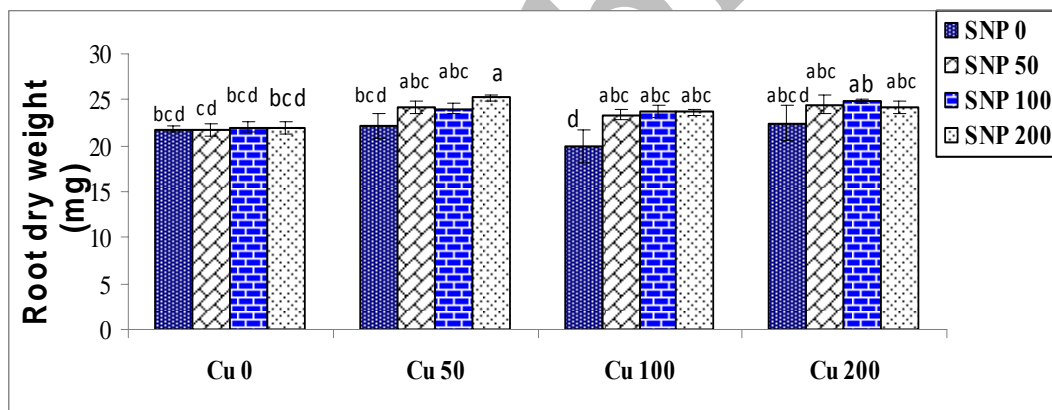 Root dry weight
(mg)
30
25
20
15
10
5
0
bcd cd bcd bcd
bcd abc abc a
d abc abc abc
abcd abc ab abc
Cu 0 Cu 50 Cu 100 Cu 200
SNP 0
SNP 50
SNP 100
SNP 200